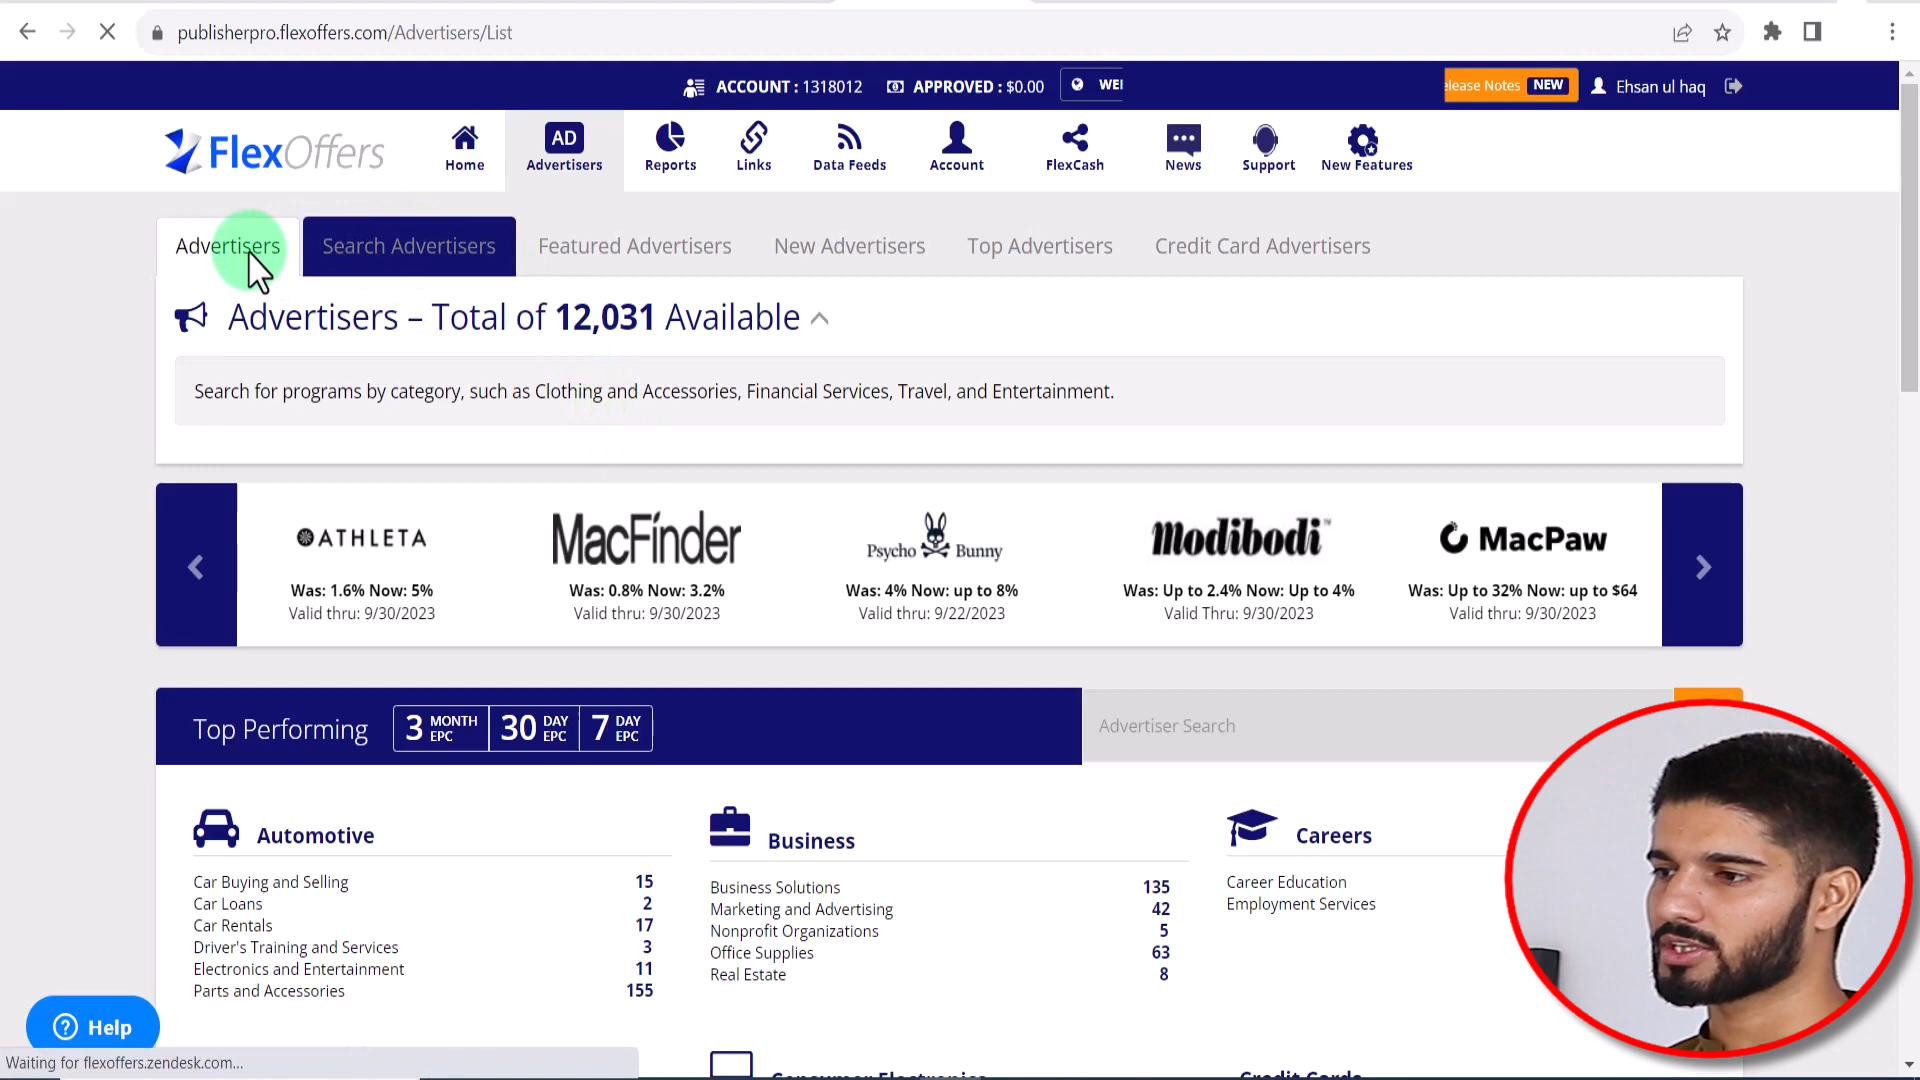 publisherpro.flexoffers.com/Advertisers/List
ACCOUNT : 1318012 APPROVED : $0.00 WEI
elease Notes NEW Ehsan ul haq
FlexOffers
Home
AD
Advertisers
Reports
Links
Data Feeds
Account
FlexCash
News
Support
New Features
Advertisers Search Advertisers Featured Advertisers New Advertisers Top Advertisers Credit Card Advertisers
Advertisers – Total of 12,031 Available
Search for programs by category, such as Clothing and Accessories, Financial Services, Travel, and Entertainment.
ATHLETA
Was: 1.6% Now: 5%
Valid thru: 9/30/2023
MacFinder
Was: 0.8% Now: 3.2%
Valid thru: 9/30/2023
Psycho Bunny
Was: 4% Now: up to 8%
Valid thru: 9/22/2023
modibodi™
Was: Up to 2.4% Now: Up to 4%
Valid Thru: 9/30/2023
MacPaw
Was: Up to 32% Now: up to $64
Valid thru: 9/30/2023
Top Performing 3 MONTH EPC 30 DAY EPC 7 DAY EPC
Advertiser Search
Automotive
Car Buying and Selling 15
Car Loans 2
Car Rentals 17
Driver's Training and Services 3
Electronics and Entertainment 11
Parts and Accessories 155
Business
Business Solutions 135
Marketing and Advertising 42
Nonprofit Organizations 5
Office Supplies 63
Real Estate 8
Careers
Career Education
Employment Services
Consumer Electronics
Credit Cards
Help
Waiting for flexoffers.zendesk.com...